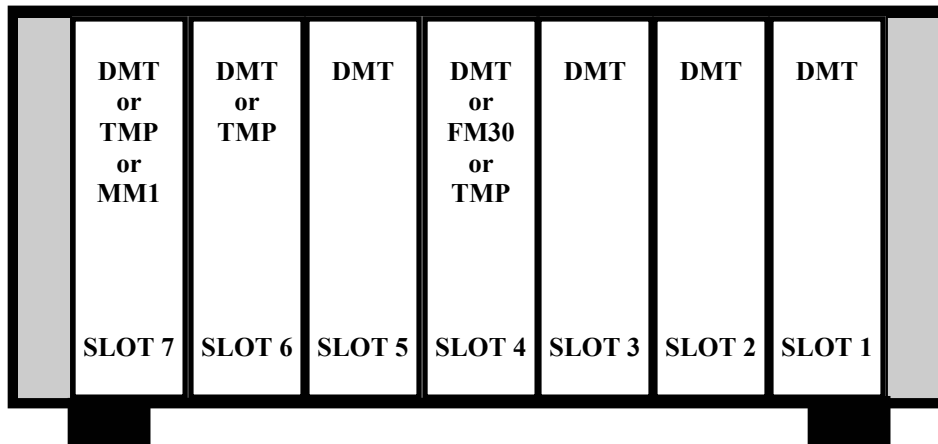 DMT
or
TMP
or
MM1
SLOT 7
DMT
or
TMP
SLOT 6
DMT
SLOT 5
DMT
or
FM30
or
TMP
SLOT 4
DMT
SLOT 3
DMT
SLOT 2
DMT
SLOT 1